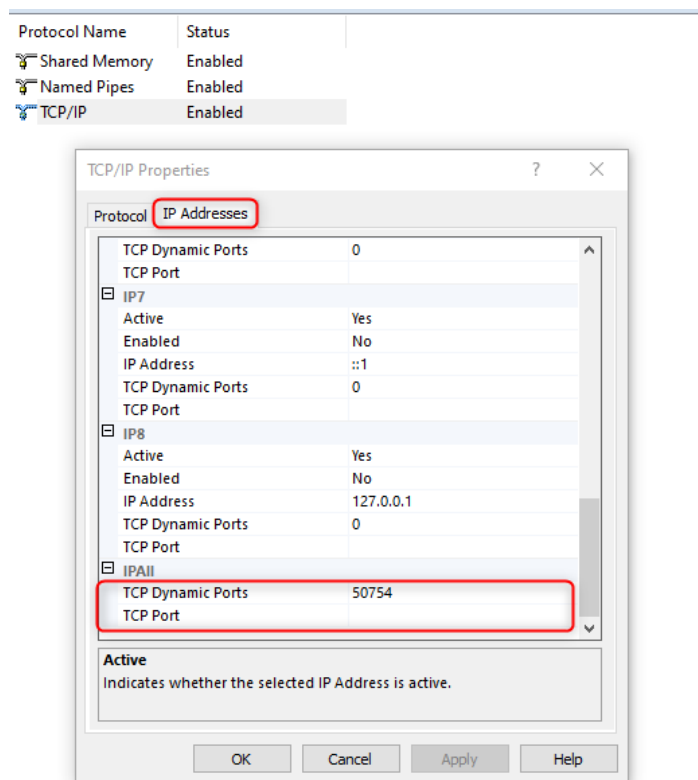 Protocol Name Status
Shared Memory Enabled
Named Pipes Enabled
TCP/IP Enabled
TCP/IP Properties ?
Protocol IP Addresses
TCP Dynamic Ports 0
TCP Port
IP7
Active Yes
Enabled No
IP Address ::1
TCP Dynamic Ports 0
TCP Port
IP8
Active Yes
Enabled No
IP Address 127.0.0.1
TCP Dynamic Ports 0
TCP Port
IPAll
TCP Dynamic Ports 50754
TCP Port
Active
Indicates whether the selected IP Address is active.
OK Cancel Apply Help